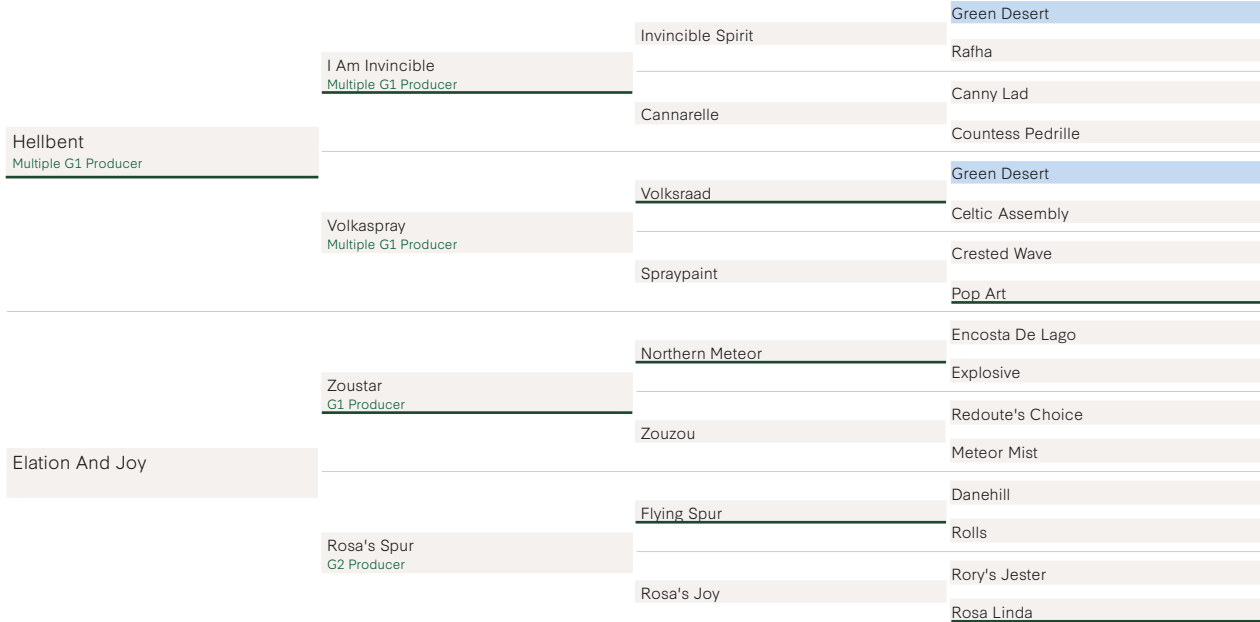 Hellbent
Multiple G1 Producer
Elation And Joy
I Am Invincible
Multiple G1 Producer
Volkaspray
Multiple G1 Producer
Zoustar
G1 Producer
Rosa's Spur
G2 Producer
Invincible Spirit
Cannarelle
Volksraad
Spraypaint
Northern Meteor
Zouzou
Flying Spur
Rosa's Joy
Green Desert
Rafha
Canny Lad
Countess Pedrille
Green Desert
Celtic Assembly
Crested Wave
Pop Art
Encosta De Lago
Explosive
Redoute's Choice
Meteor Mist
Danehill
Rolls
Rory's Jester
Rosa Linda